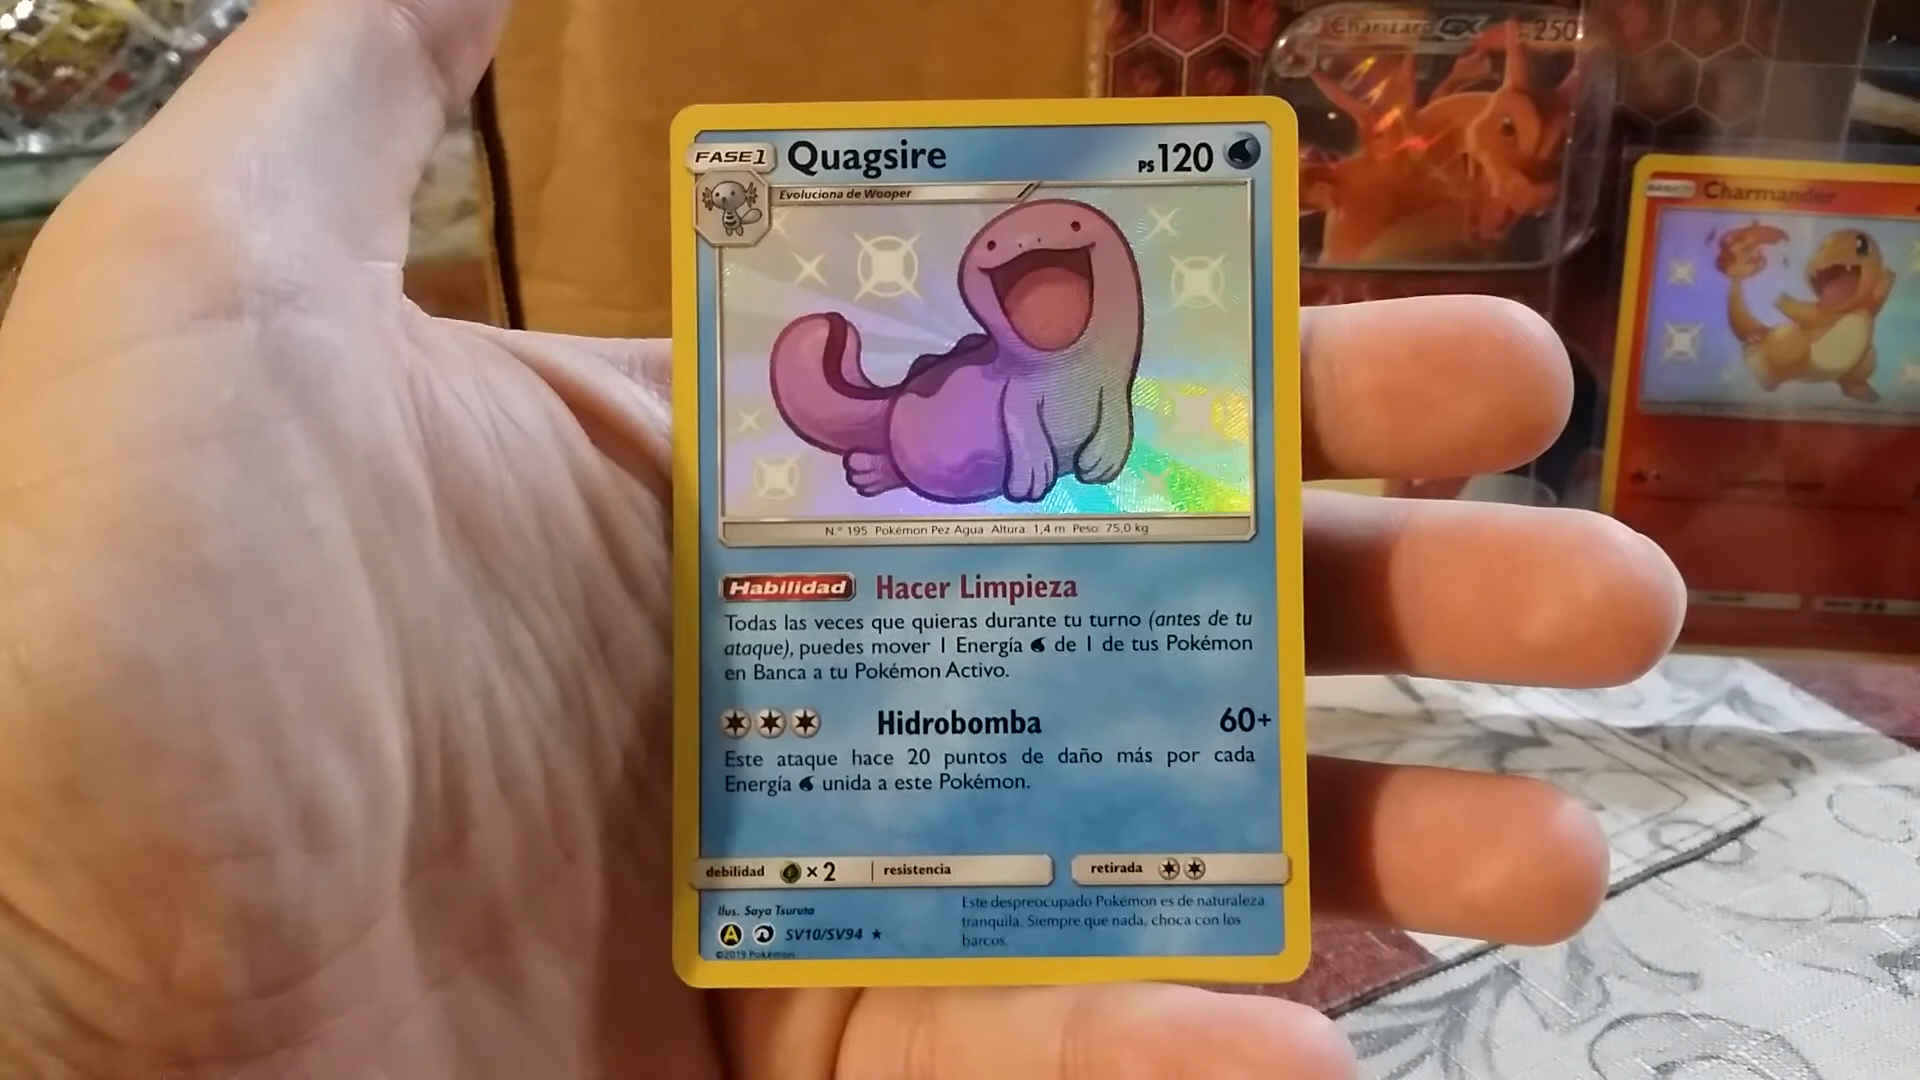 FASE1 Quagsire PS120
Evoluciona de Wooper
N.º 195 Pokémon Pez Agua Altura: 1,4 m Peso: 75,0 kg
Habilidad Hacer Limpieza
Todas las veces que quieras durante tu turno (antes de tu
ataque), puedes mover 1 Energía de 1 de tus Pokémon
en Banca a tu Pokémon Activo.
Hidrobomba 60+
Este ataque hace 20 puntos de daño más por cada
Energía unida a este Pokémon.
debilidad ×2 resistencia retirada
Ilus. Saya Tsuruta
A SV10/SV94
©2019 Pokémon
Este despreocupado Pokémon es de naturaleza
tranquila. Siempre que nada, choca con los
barcos.
Charizard GX 250
BÁSICO Charmander